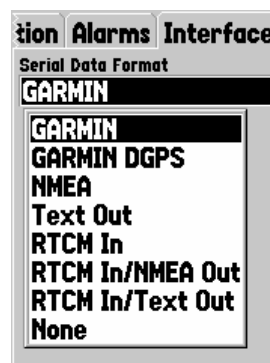 tion Alarms Interface
Serial Data Format
GARMIN
GARMIN
GARMIN DGPS
NMEA
Text Out
RTCM In
RTCM In/NMEA Out
RTCM In/Text Out
None